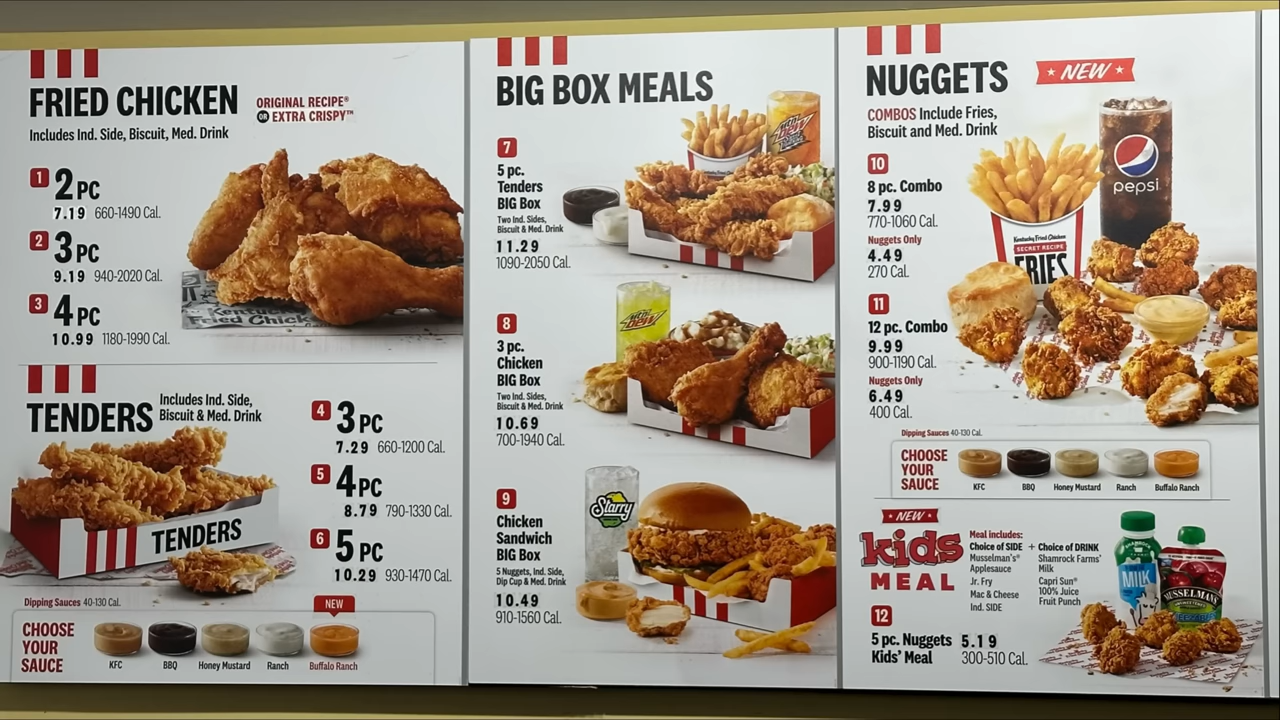 FRIED CHICKEN
ORIGINAL RECIPE®
OR EXTRA CRISPY™
Includes Ind. Side, Biscuit, Med. Drink
1 2 PC
7.19 660-1490 Cal.
2 3 PC
9.19 940-2020 Cal.
3 4 PC
10.99 1180-1990 Cal.
Kentucky
Fried Chick
TENDERS
Includes Ind. Side,
Biscuit & Med. Drink
4 3 PC
7.29 660-1200 Cal.
5 4 PC
8.79 790-1330 Cal.
6 5 PC
10.29 930-1470 Cal.
TENDERS
Dipping Sauces 40-130 Cal.
NEW
CHOOSE
YOUR
SAUCE
KFC BBQ Honey Mustard Ranch Buffalo Ranch
BIG BOX MEALS
7
5 pc.
Tenders
BIG Box
Two Ind. Sides,
Biscuit & Med. Drink
11.29
1090-2050 Cal.
Mtn Dew
8
3 pc.
Chicken
BIG Box
Two Ind. Sides,
Biscuit & Med. Drink
10.69
700-1940 Cal.
Mtn Dew
9
Chicken
Sandwich
BIG Box
5 Nuggets, Ind. Side,
Dip Cup & Med. Drink
10.49
910-1560 Cal.
Starry
NUGGETS
NEW
COMBOS Include Fries,
Biscuit and Med. Drink
10
8 pc. Combo
7.99
770-1060 Cal.
Nuggets Only
4.49
270 Cal.
11
12 pc. Combo
9.99
900-1190 Cal.
Nuggets Only
6.49
400 Cal.
pepsi
Kentucky Fried Chicken
SECRET RECIPE
FRIES
Dipping Sauces 40-130 Cal.
CHOOSE
YOUR
SAUCE
KFC BBQ Honey Mustard Ranch Buffalo Ranch
NEW
kids
MEAL
Meal includes:
Choice of SIDE + Choice of DRINK
Musselman's®
Applesauce
Jr. Fry
Mac & Cheese
Ind. SIDE
Shamrock Farms'
Milk
Capri Sun®
100% Juice
Fruit Punch
12
5 pc. Nuggets
Kids' Meal
5.19
300-510 Cal.
MILK
MUSSELMAN'S